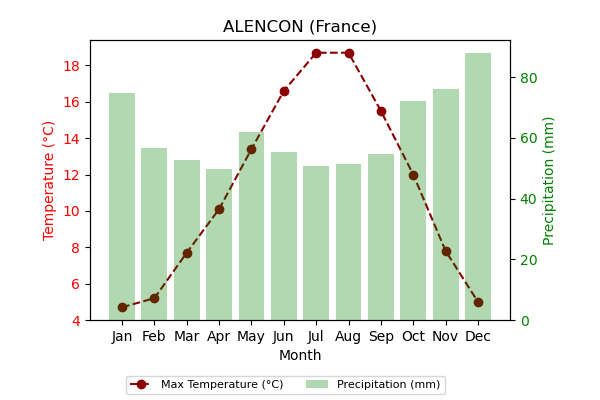 ALENCON (France)
18
16
14
12
10
8
6
4
Temperature (°C)
80
60
40
20
0
Precipitation (mm)
Jan Feb Mar Apr May Jun Jul Aug Sep Oct Nov Dec
Month
Max Temperature (°C) Precipitation (mm)